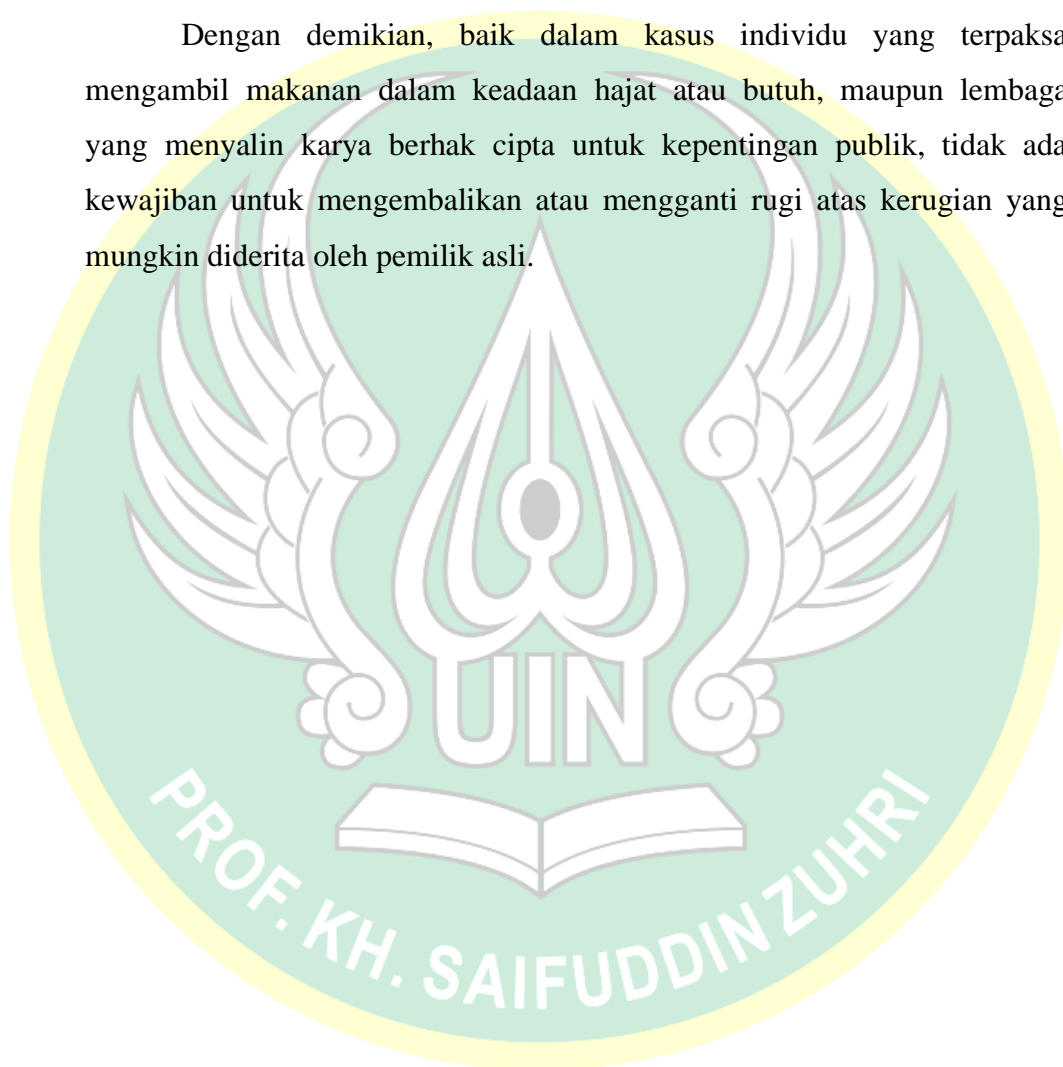 Dengan demikian, baik dalam kasus individu yang terpaksa
mengambil makanan dalam keadaan hajat atau butuh, maupun lembaga
yang menyalin karya berhak cipta untuk kepentingan publik, tidak ada
kewajiban untuk mengembalikan atau mengganti rugi atas kerugian yang
mungkin diderita oleh pemilik asli.
UIN
PROF. KH. SAIFUDDIN ZUHRI